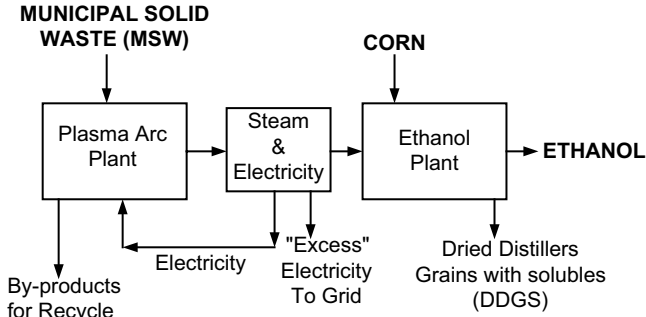 MUNICIPAL SOLID
WASTE (MSW)
CORN
Plasma Arc
Plant
Steam
&
Electricity
Ethanol
Plant
ETHANOL
Electricity
"Excess"
Electricity
To Grid
Dried Distillers
Grains with solubles
(DDGS)
By-products
for Recycle